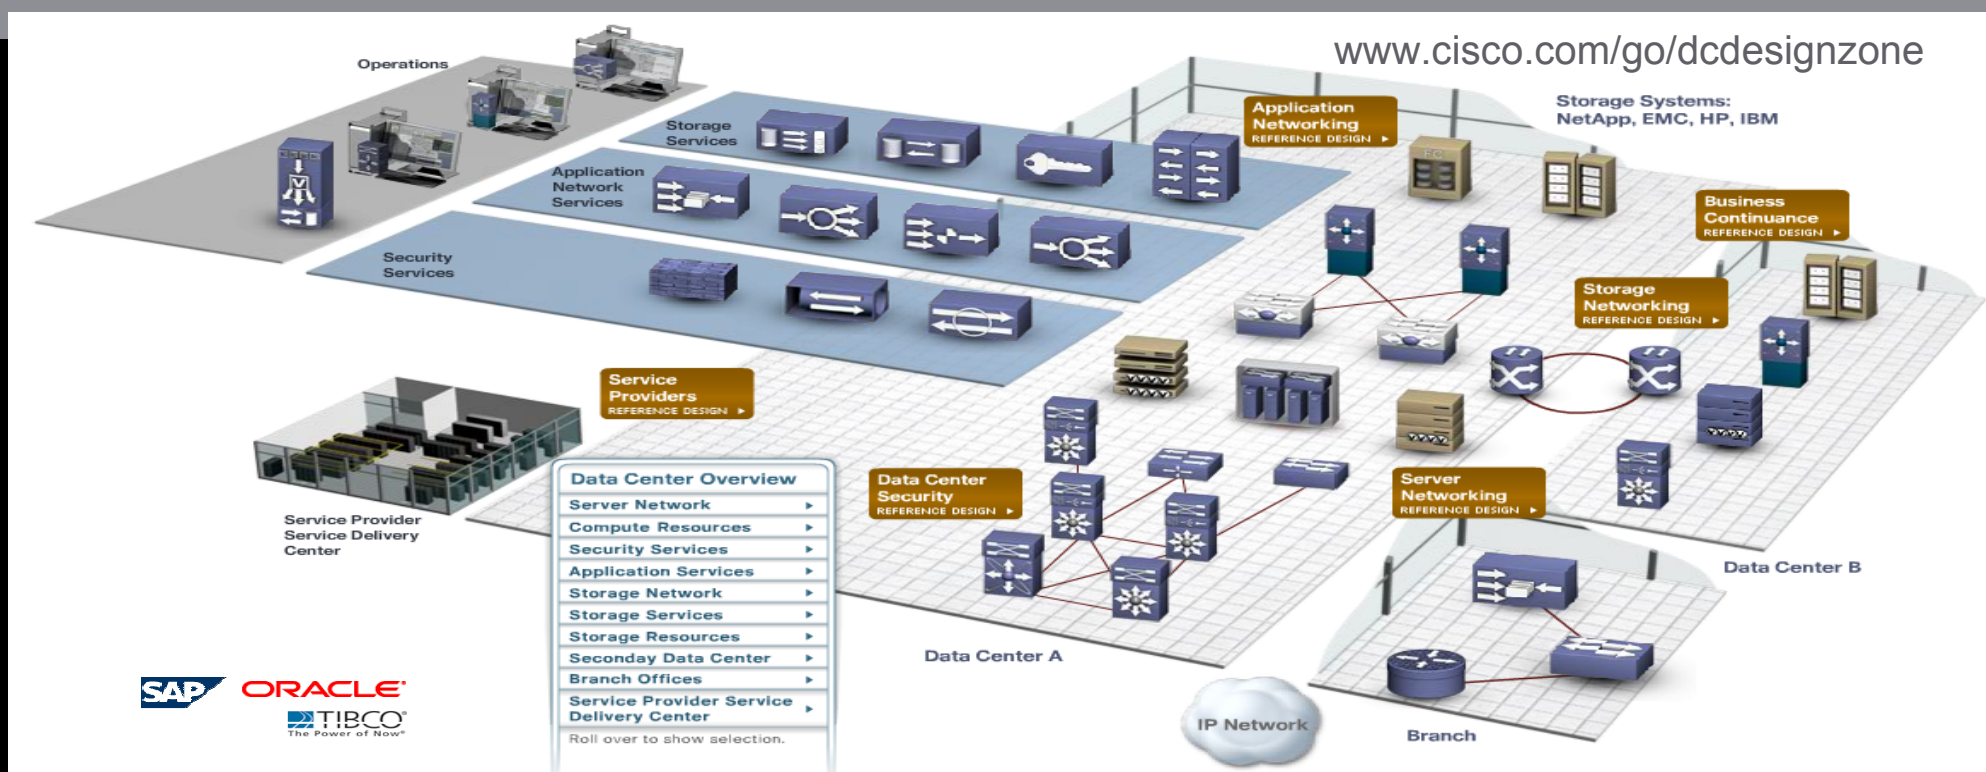 www.cisco.com/go/dcdesignzone
Operations
Storage
Services
Application
Network
Services
Security
Services
Application
Networking
REFERENCE DESIGN
Storage Systems:
NetApp, EMC, HP, IBM
FC
Business
Continuance
REFERENCE DESIGN
Storage
Networking
REFERENCE DESIGN
Service
Providers
REFERENCE DESIGN
Data Center
Security
REFERENCE DESIGN
Server
Networking
REFERENCE DESIGN
Service Provider
Service Delivery
Center
Data Center Overview
Server Network
Compute Resources
Security Services
Application Services
Storage Network
Storage Services
Storage Resources
Seconday Data Center
Branch Offices
Service Provider Service
Delivery Center
Roll over to show selection.
Data Center A
Data Center B
IP Network
Branch
SAP
ORACLE®
TIBCO®
The Power of Now®